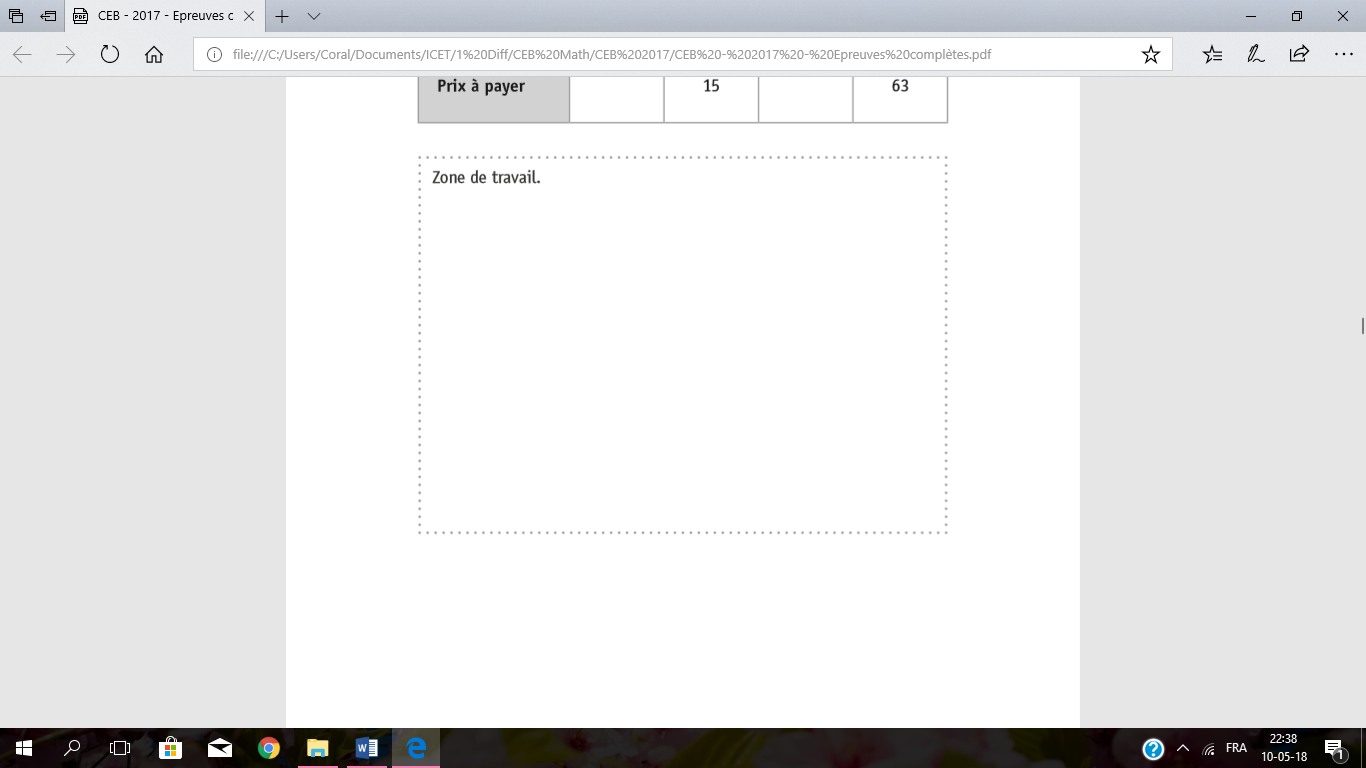 CEB - 2017 - Epreuves c
file:///C:/Users/Coral/Documents/ICET/1%20Diff/CEB%20Math/CEB%202017/CEB%20-%202017%20-%20Epreuves%20complètes.pdf
Prix à payer 15 63
Zone de travail.
FRA
22:38
10-05-18
1